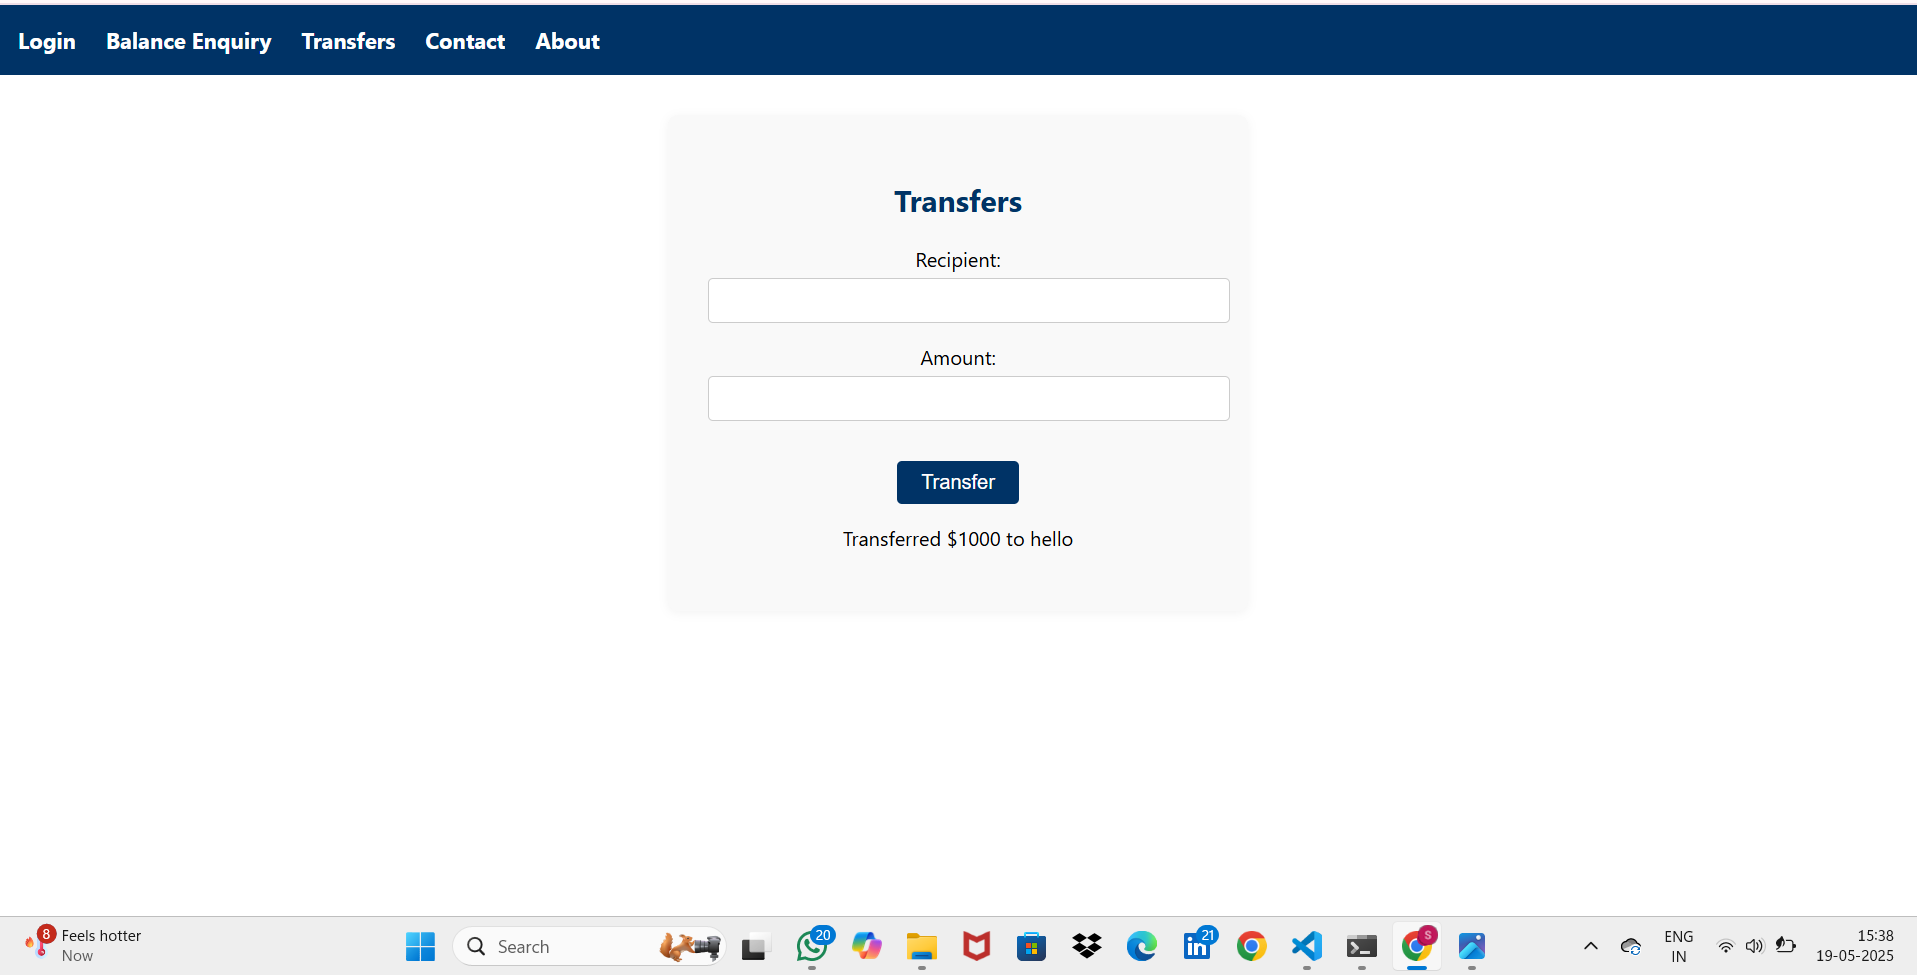 Login Balance Enquiry Transfers Contact About
Transfers
Recipient:
Amount:
Transfer
Transferred $1000 to hello
8
Feels hotter
Now
Search
20
21
S
ENG
IN
15:38
19-05-2025